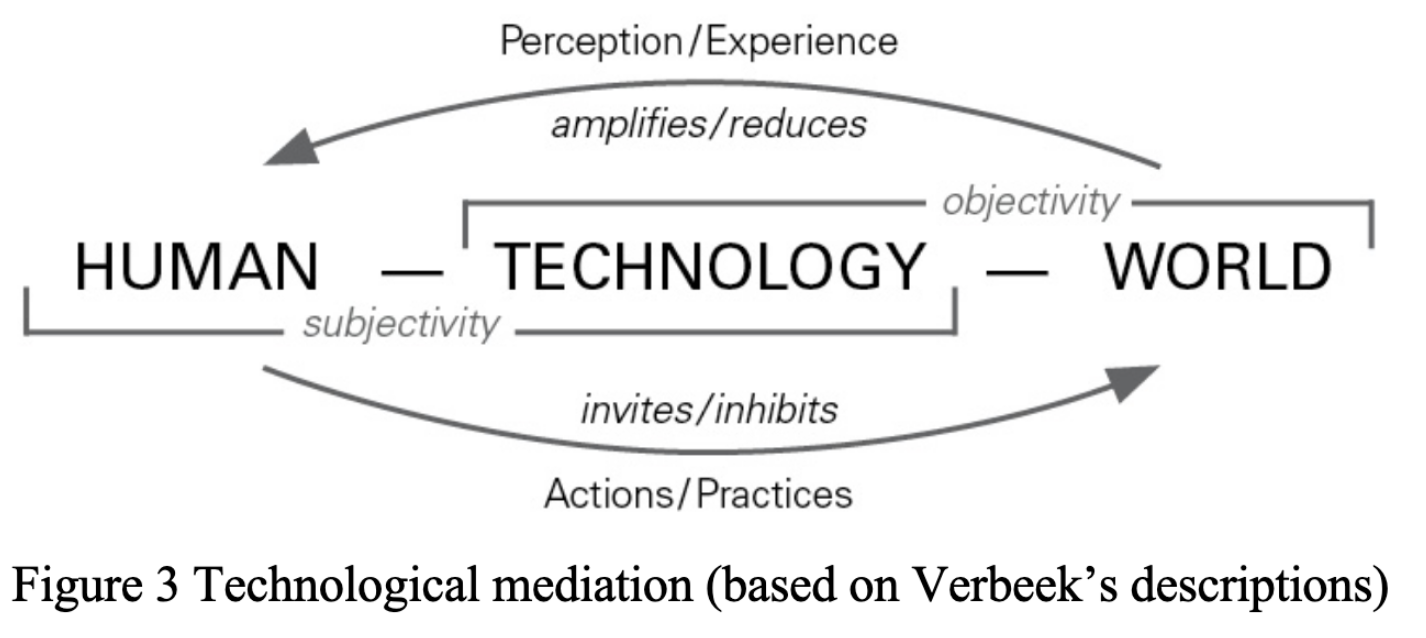 Perception/Experience
amplifies/reduces
objectivity
HUMAN — TECHNOLOGY — WORLD
subjectivity
invites/inhibits
Actions/Practices
Figure 3 Technological mediation (based on Verbeek’s descriptions)